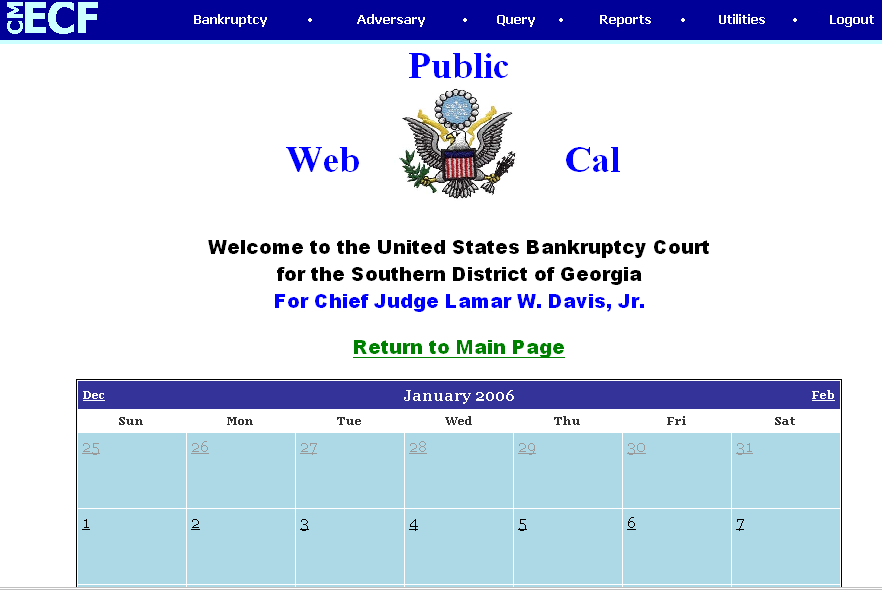 CM ECF Bankruptcy • Adversary • Query • Reports • Utilities • Logout
Public
Web Cal
Welcome to the United States Bankruptcy Court
for the Southern District of Georgia
For Chief Judge Lamar W. Davis, Jr.
Return to Main Page
Dec January 2006 Feb
Sun Mon Tue Wed Thu Fri Sat
25 26 27 28 29 30 31
1 2 3 4 5 6 7